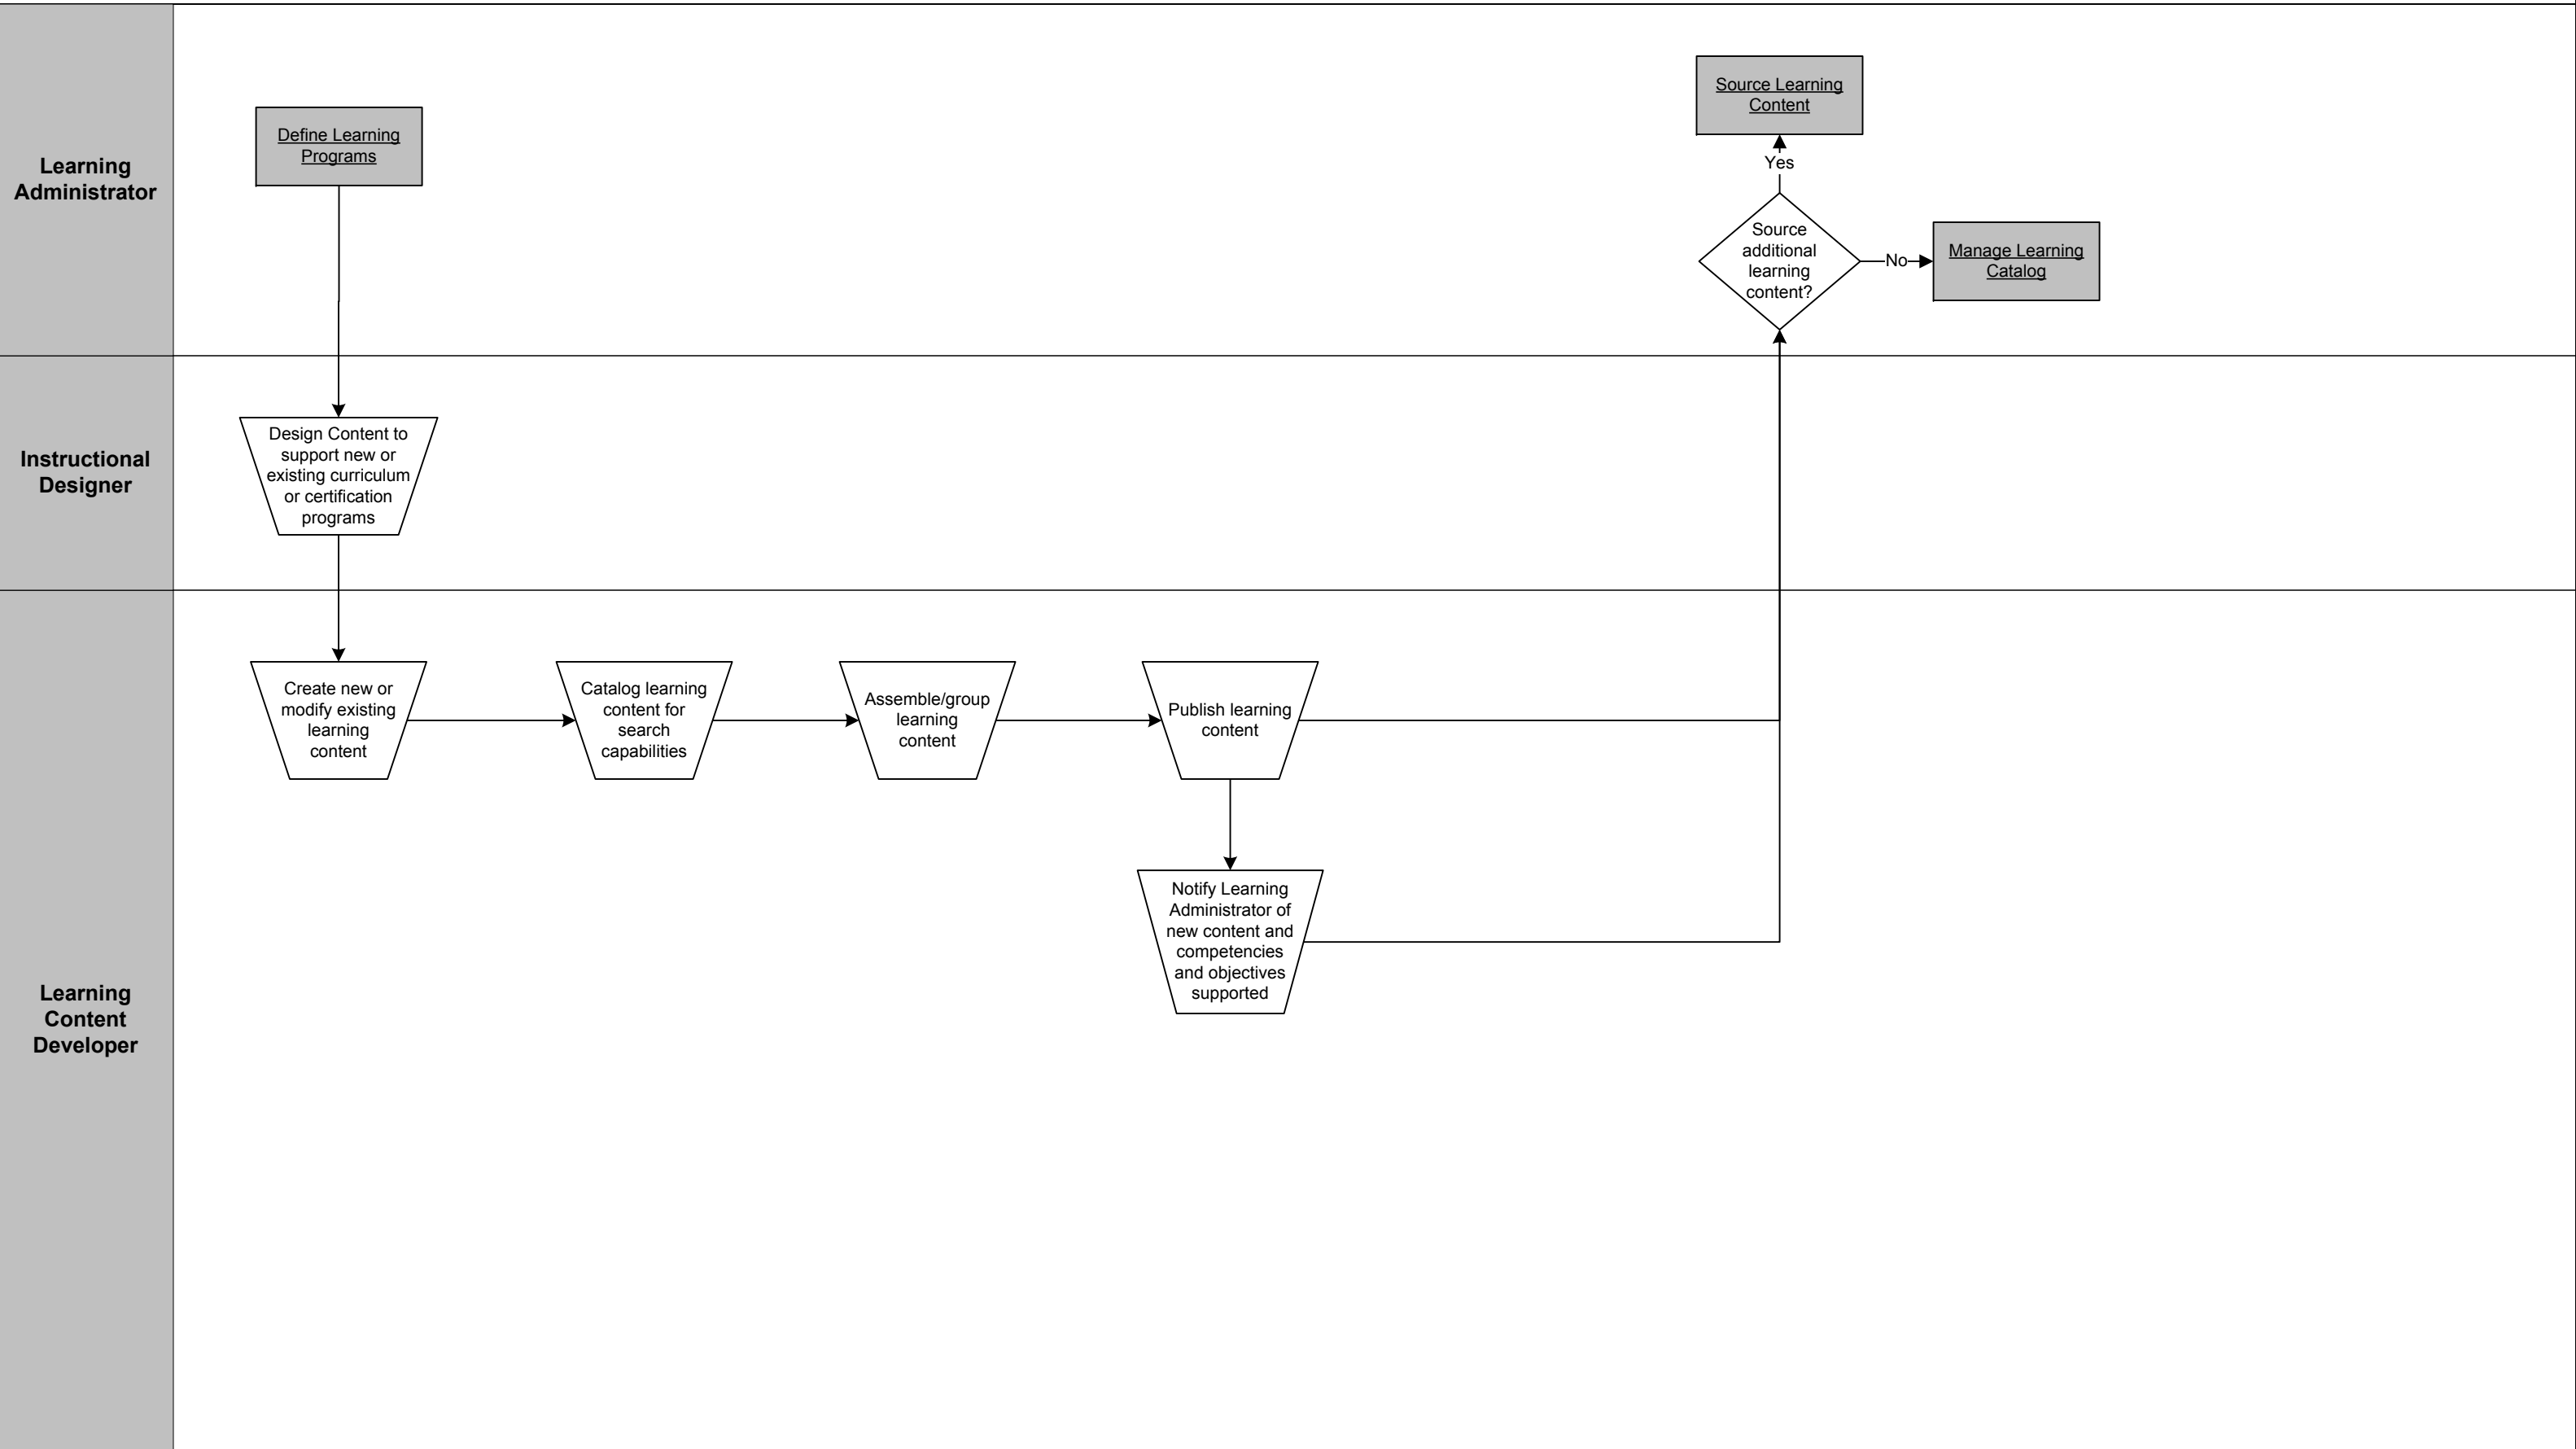 Learning
Administrator
Define Learning
Programs
Source Learning
Content
Yes
Source
additional
learning
content?
No
Manage Learning
Catalog
Instructional
Designer
Design Content to
support new or
existing curriculum
or certification
programs
Learning
Content
Developer
Create new or
modify existing
learning
content
Catalog learning
content for
search
capabilities
Assemble/group
learning
content
Publish learning
content
Notify Learning
Administrator of
new content and
competencies
and objectives
supported